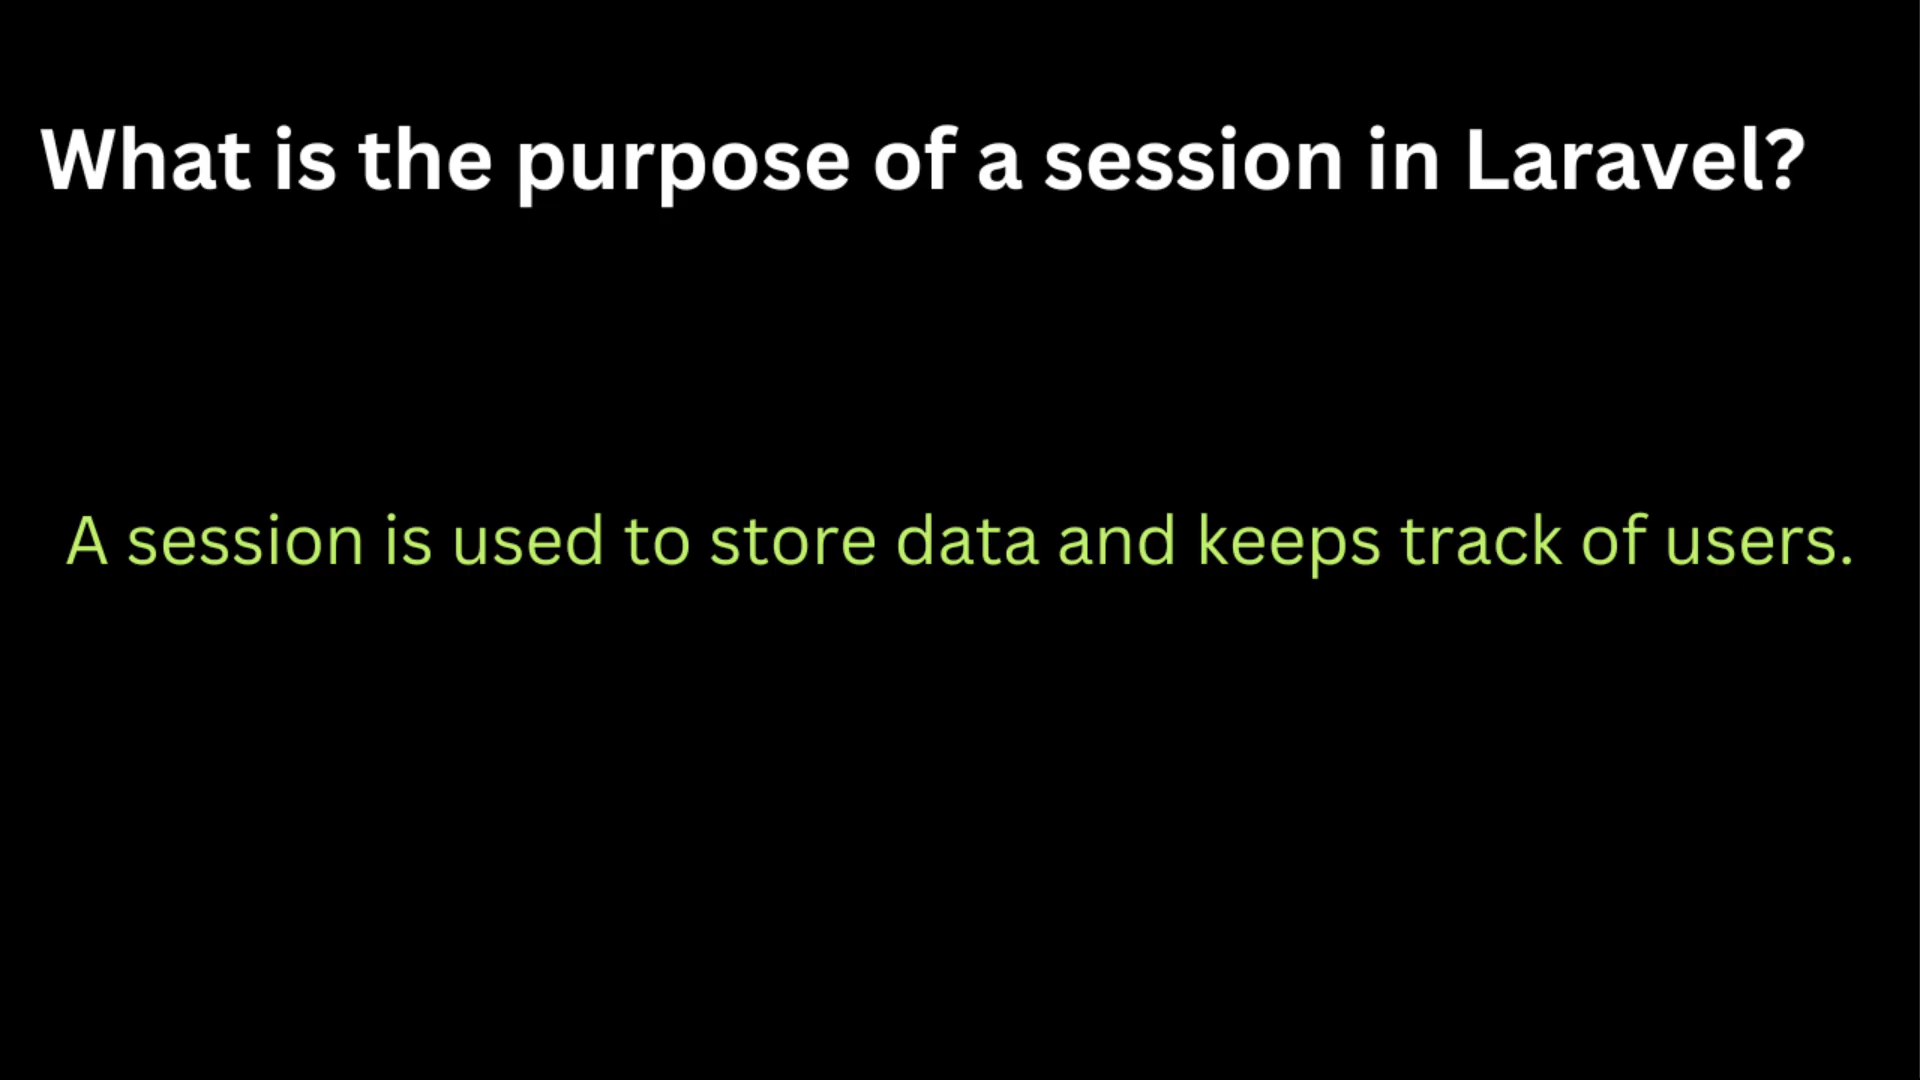 What is the purpose of a session in Laravel?
A session is used to store data and keeps track of users.